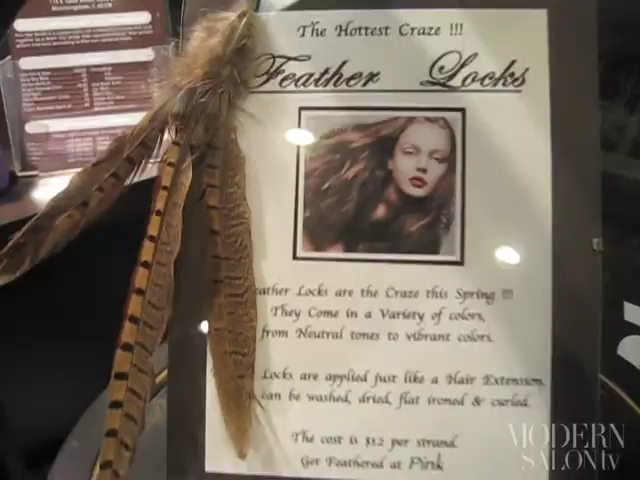 The Hottest Craze !!!
Feather Locks
eather Locks are the Craze this Spring !!!
They Come in a Variety of colors,
from Neutral tones to vibrant colors.
Locks are applied just like a Hair Extension.
can be washed, dried, flat ironed & curled.
The cost is $12 per strand.
Get Feathered at Pink
MODERN
SALON tv